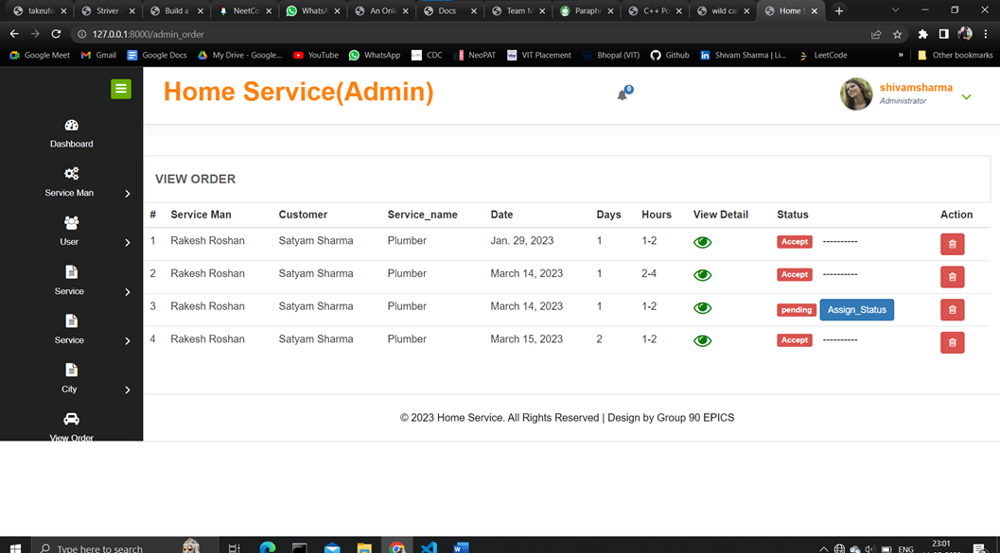 takeufo
Striver-
Build a
NeetCo
WhatsA
An Onli
Docs
Team M
Paraph
C++ Po
wild ca
Home S
127.0.0.1:8000/admin_order
Google Meet
Gmail
Google Docs
My Drive - Google...
YouTube
WhatsApp
CDC
NeoPAT
VIT Placement
Bhopal (VIT)
Github
Shivam Sharma | Li...
LeetCode
»
Other bookmarks
Home Service(Admin)
0
shivamsharma
Administrator
Dashboard
Service Man
User
Service
Service
City
View Order
VIEW ORDER
# Service Man Customer Service_name Date Days Hours View Detail Status Action
1 Rakesh Roshan Satyam Sharma Plumber Jan. 29, 2023 1 1-2 Accept ----------
2 Rakesh Roshan Satyam Sharma Plumber March 14, 2023 1 2-4 Accept ----------
3 Rakesh Roshan Satyam Sharma Plumber March 14, 2023 1 1-2 pending Assign_Status
4 Rakesh Roshan Satyam Sharma Plumber March 15, 2023 2 1-2 Accept ----------
© 2023 Home Service. All Rights Reserved | Design by Group 90 EPICS
Type here to search
ENG
23:01